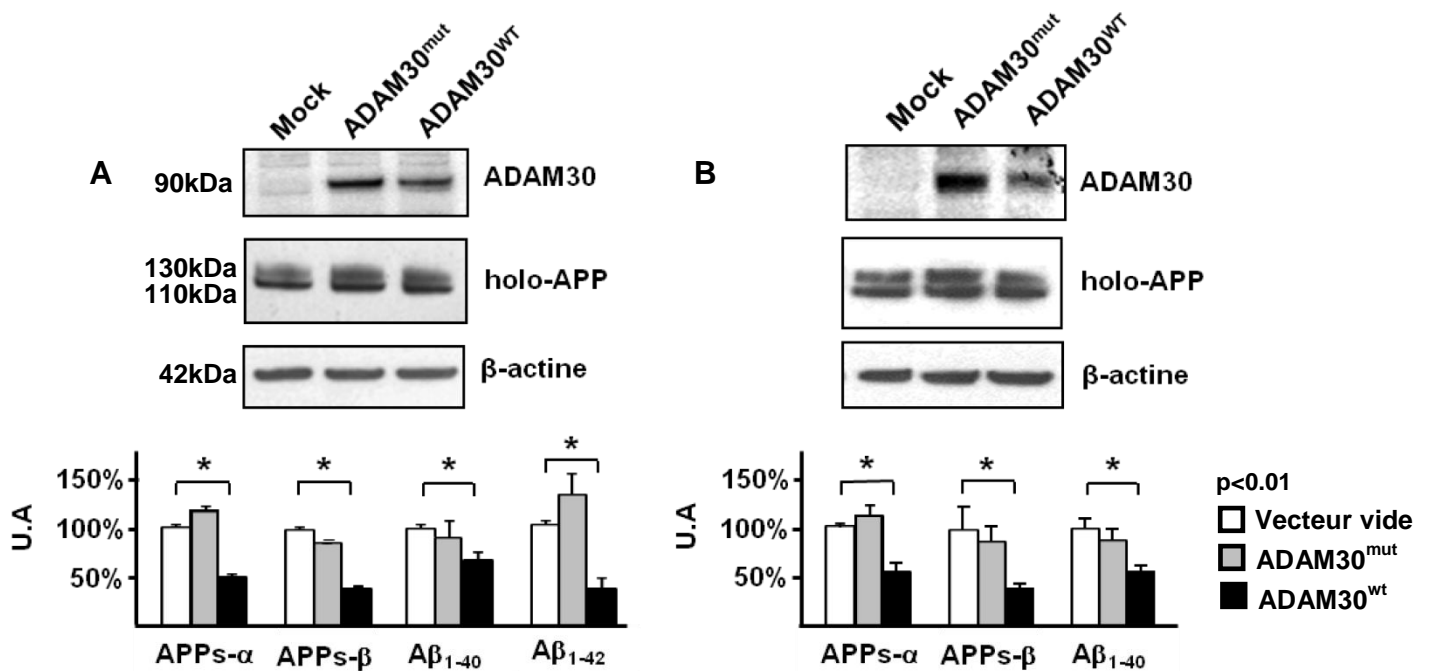 A
Mock
ADAM30mut
ADAM30WT
90kDa
ADAM30
130kDa
110kDa
holo-APP
42kDa
β-actine
U.A
150%
100%
50%
*
*
*
*
APPs-α
APPs-β
Aβ1-40
Aβ1-42
B
Mock
ADAM30mut
ADAM30WT
ADAM30
holo-APP
β-actine
U.A
150%
100%
50%
*
*
*
APPs-α
APPs-β
Aβ1-40
p<0.01
Vecteur vide
ADAM30mut
ADAM30wt